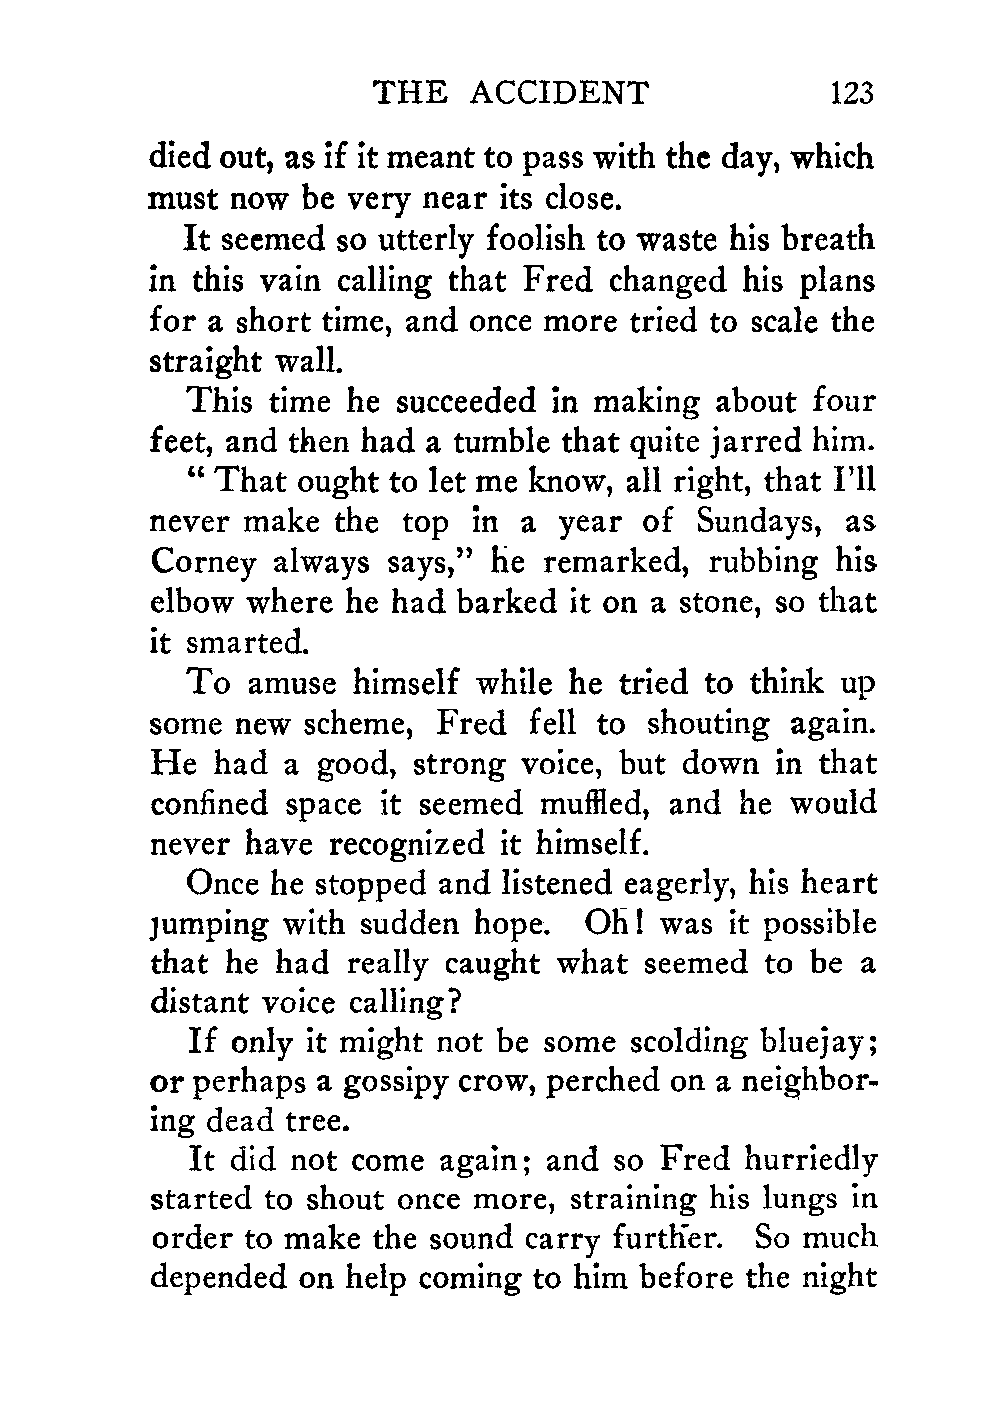 THE ACCIDENT 123
died out, as if it meant to pass with the day, which
must now be very near its close.
It seemed so utterly foolish to waste his breath
in this vain calling that Fred changed his plans
for a short time, and once more tried to scale the
straight wall.
This time he succeeded in making about four
feet, and then had a tumble that quite jarred him.
“ That ought to let me know, all right, that I’ll
never make the top in a year of Sundays, as
Corney always says,” he remarked, rubbing his
elbow where he had barked it on a stone, so that
it smarted.
To amuse himself while he tried to think up
some new scheme, Fred fell to shouting again.
He had a good, strong voice, but down in that
confined space it seemed muffled, and he would
never have recognized it himself.
Once he stopped and listened eagerly, his heart
jumping with sudden hope. Oh! was it possible
that he had really caught what seemed to be a
distant voice calling?
If only it might not be some scolding bluejay;
or perhaps a gossipy crow, perched on a neighbor-
ing dead tree.
It did not come again; and so Fred hurriedly
started to shout once more, straining his lungs in
order to make the sound carry further. So much
depended on help coming to him before the night